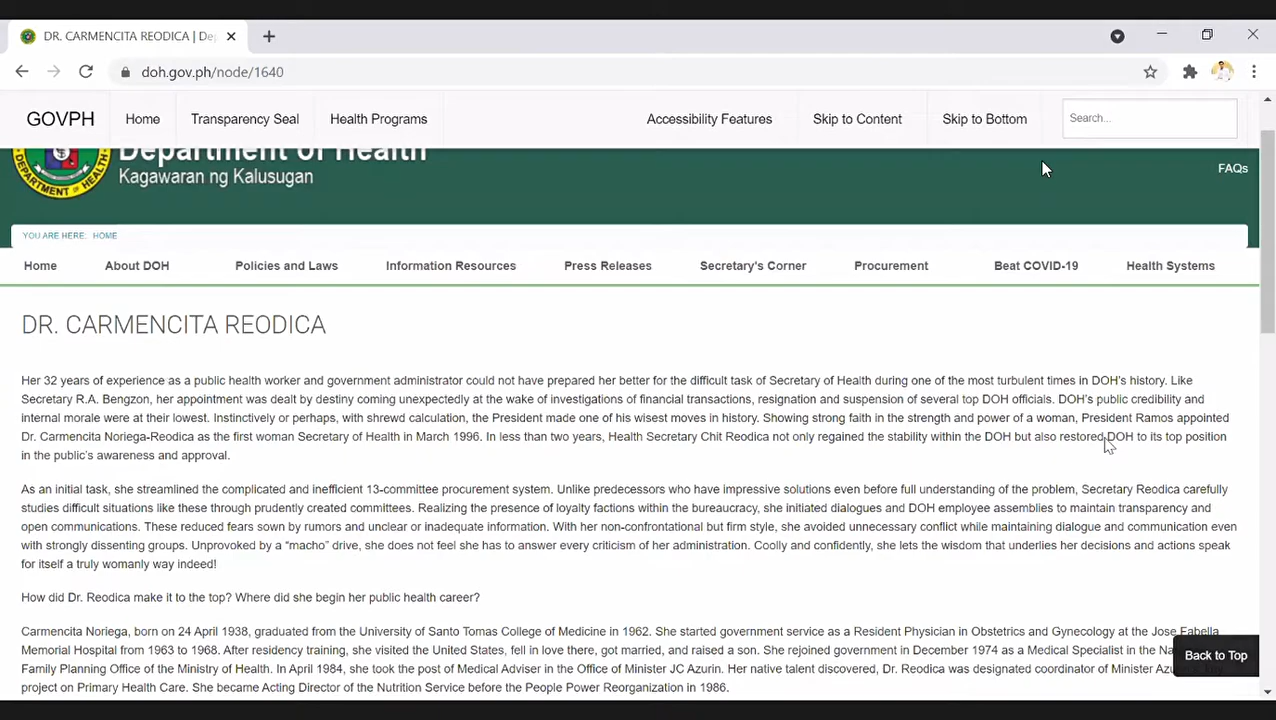 DR. CARMENCITA REODICA | De
doh.gov.ph/node/1640
GOVPH Home Transparency Seal Health Programs Accessibility Features Skip to Content Skip to Bottom Search...
Department of Health
Kagawaran ng Kalusugan
DEPARTMENT OF HEALTH
FAQs
YOU ARE HERE: HOME
Home About DOH Policies and Laws Information Resources Press Releases Secretary's Corner Procurement Beat COVID-19 Health Systems
DR. CARMENCITA REODICA
Her 32 years of experience as a public health worker and government administrator could not have prepared her better for the difficult task of Secretary of Health during one of the most turbulent times in DOH's history. Like
Secretary R.A. Bengzon, her appointment was dealt by destiny coming unexpectedly at the wake of investigations of financial transactions, resignation and suspension of several top DOH officials. DOH's public credibility and
internal morale were at their lowest. Instinctively or perhaps, with shrewd calculation, the President made one of his wisest moves in history. Showing strong faith in the strength and power of a woman, President Ramos appointed
Dr. Carmencita Noriega-Reodica as the first woman Secretary of Health in March 1996. In less than two years, Health Secretary Chit Reodica not only regained the stability within the DOH but also restored DOH to its top position
in the public's awareness and approval.
As an initial task, she streamlined the complicated and inefficient 13-committee procurement system. Unlike predecessors who have impressive solutions even before full understanding of the problem, Secretary Reodica carefully
studies difficult situations like these through prudently created committees. Realizing the presence of loyalty factions within the bureaucracy, she initiated dialogues and DOH employee assemblies to maintain transparency and
open communications. These reduced fears sown by rumors and unclear or inadequate information. With her non-confrontational but firm style, she avoided unnecessary conflict while maintaining dialogue and communication even
with strongly dissenting groups. Unprovoked by a “macho” drive, she does not feel she has to answer every criticism of her administration. Coolly and confidently, she lets the wisdom that underlies her decisions and actions speak
for itself a truly womanly way indeed!
How did Dr. Reodica make it to the top? Where did she begin her public health career?
Carmencita Noriega, born on 24 April 1938, graduated from the University of Santo Tomas College of Medicine in 1962. She started government service as a Resident Physician in Obstetrics and Gynecology at the Jose Fabella
Memorial Hospital from 1963 to 1968. After residency training, she visited the United States, fell in love there, got married, and raised a son. She rejoined government in December 1974 as a Medical Specialist in the Na
Family Planning Office of the Ministry of Health. In April 1984, she took the post of Medical Adviser in the Office of Minister JC Azurin. Her native talent discovered, Dr. Reodica was designated coordinator of Minister Azu
project on Primary Health Care. She became Acting Director of the Nutrition Service before the People Power Reorganization in 1986.
Back to Top